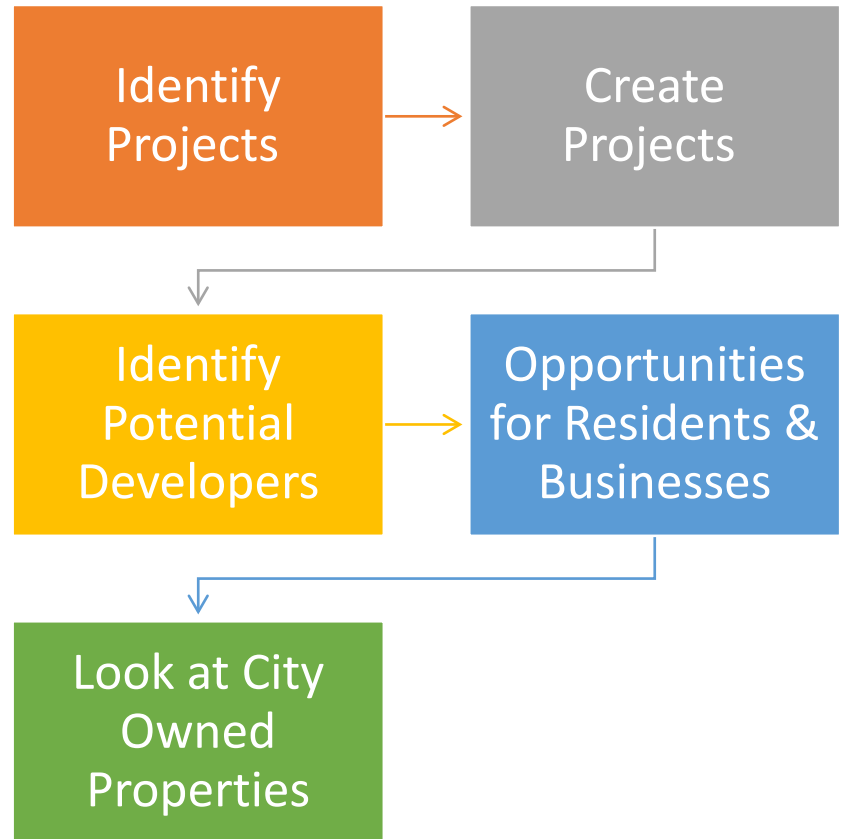 Identify
Projects
Create
Projects
Identify
Potential
Developers
Opportunities
for Residents &
Businesses
Look at City
Owned
Properties